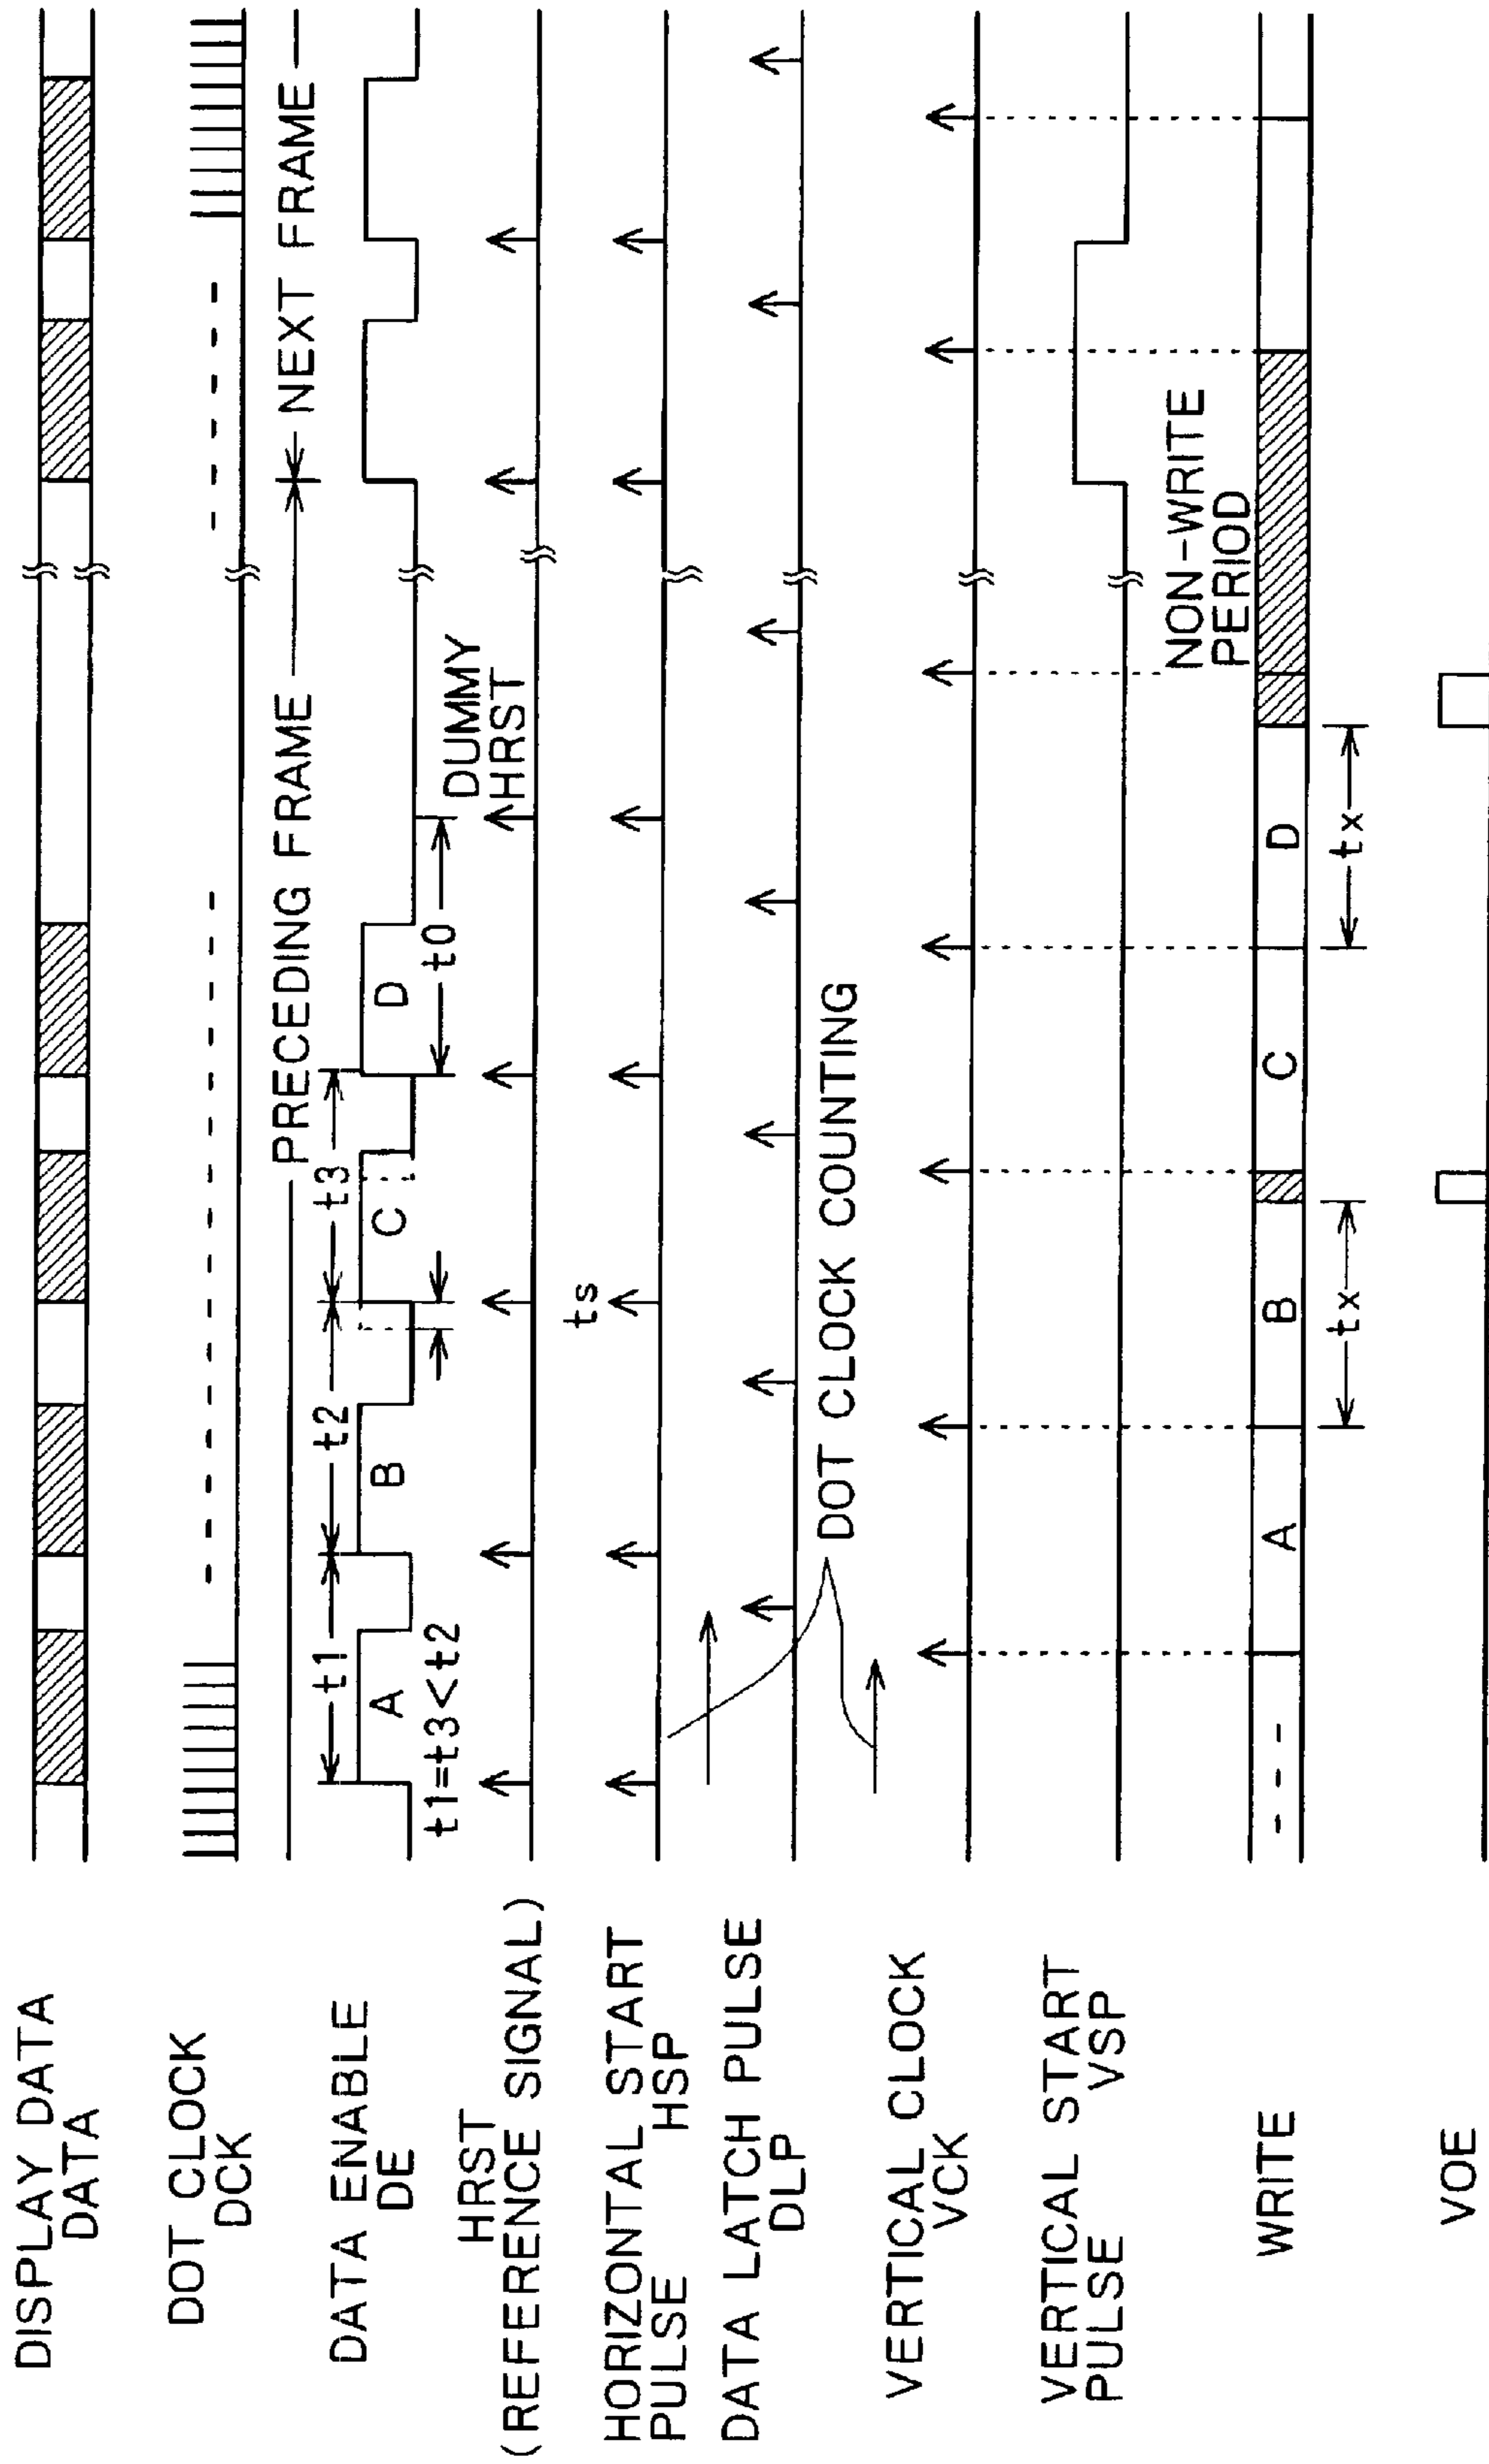 DISPLAY DATA
DATA
DOT CLOCK
DCK
PRECEDING FRAME
NEXT FRAME
DATA ENABLE
DE
t1
t2
t3
A
B
C
D
t1=t3<t2
t0
DUMMY
HRST
HRST
(REFERENCE SIGNAL)
ts
HORIZONTAL START
PULSE HSP
DATA LATCH PULSE
DLP
DOT CLOCK COUNTING
VERTICAL CLOCK
VCK
VERTICAL START
PULSE VSP
NON-WRITE
PERIOD
WRITE
A
B
C
D
tx
tx
VOE